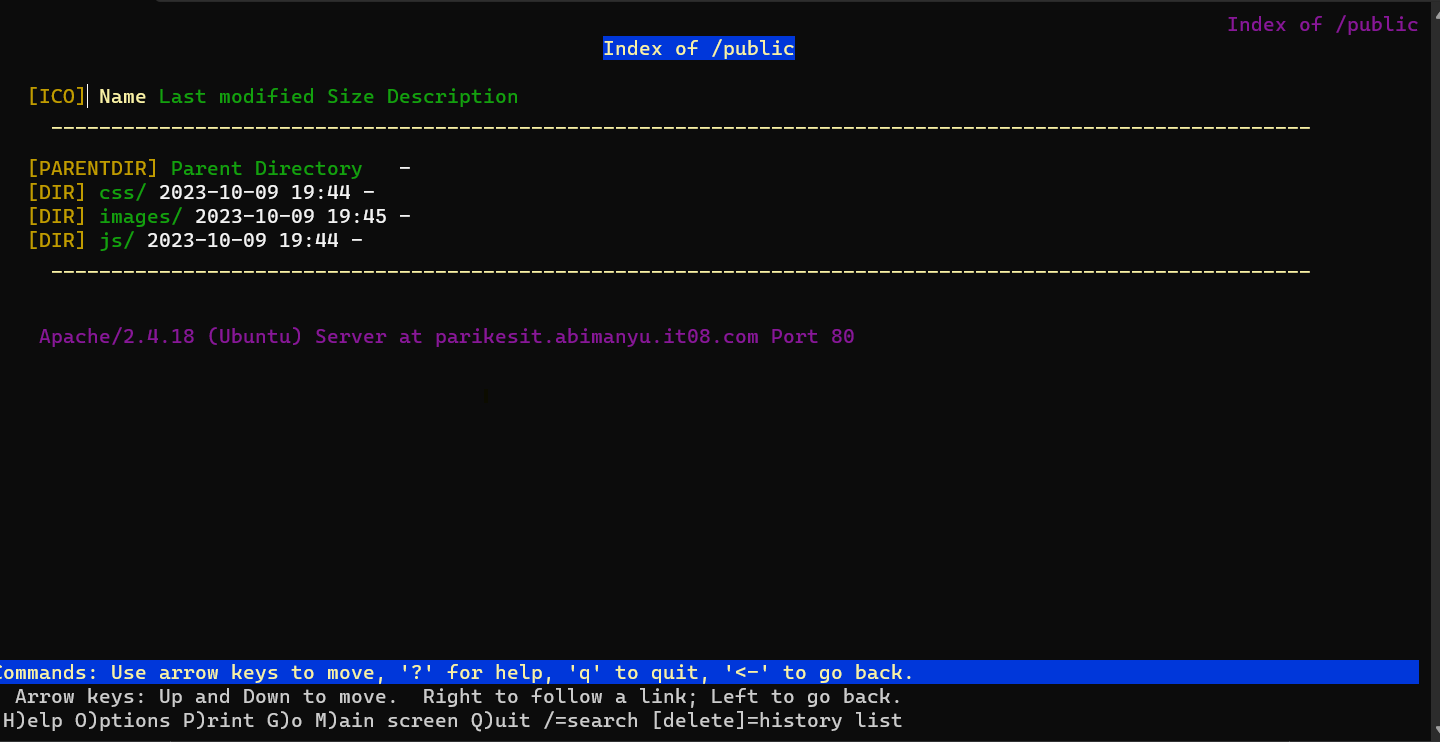 Index of /public
Index of /public
[ICO] Name Last modified Size Description
[PARENTDIR] Parent Directory   -
[DIR] css/ 2023-10-09 19:44 -
[DIR] images/ 2023-10-09 19:45 -
[DIR] js/ 2023-10-09 19:44 -
Apache/2.4.18 (Ubuntu) Server at parikesit.abimanyu.it08.com Port 80
Commands: Use arrow keys to move, '?' for help, 'q' to quit, '<-' to go back.
Arrow keys: Up and Down to move.  Right to follow a link; Left to go back.
H)elp O)ptions P)rint G)o M)ain screen Q)uit /=search [delete]=history list